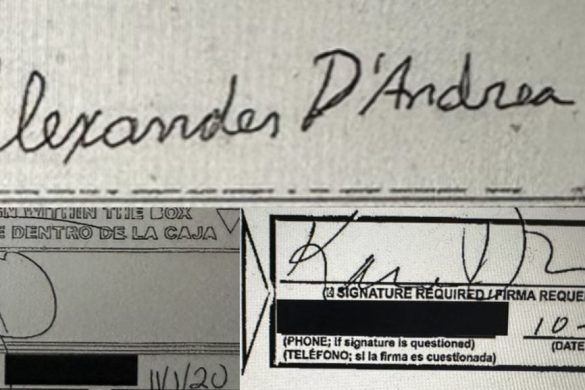 lexander D'Andrea
GN WITHIN THE BOX
E DENTRO DE LA CAJA
11/1/20
SIGNATURE REQUIRED / FIRMA REQUE
10-
(PHONE; if signature is questioned)
(DATE
(TELÉFONO; si la firma es cuestionada)